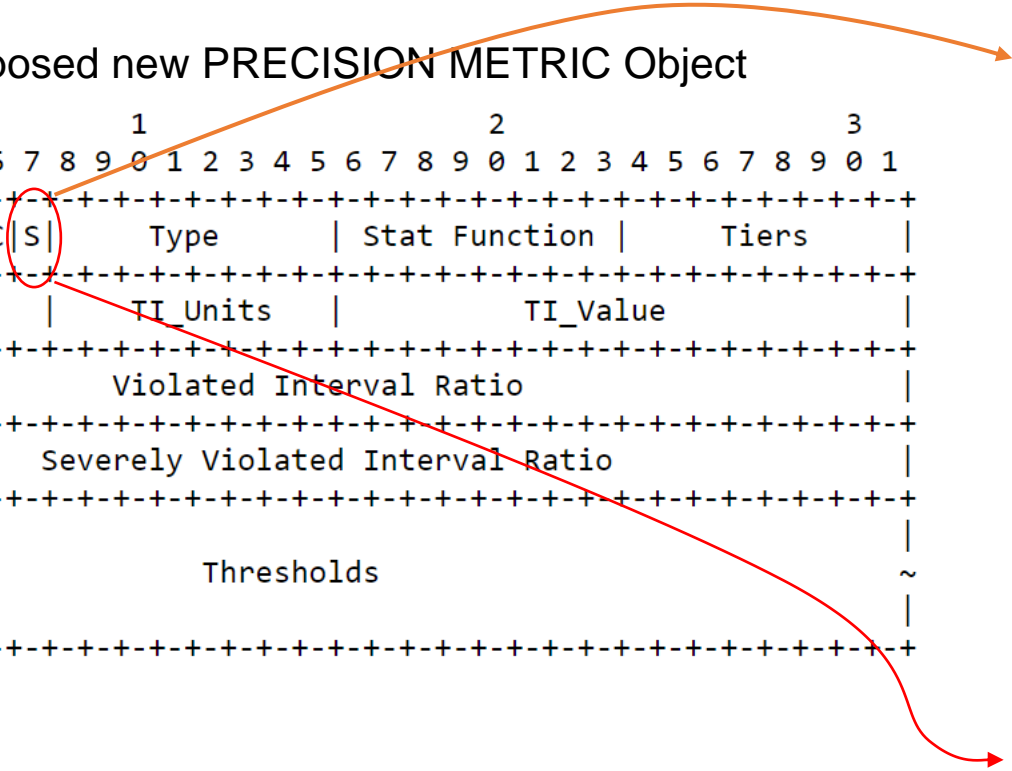 posed new PRECISION METRIC Object
1 2 3
7 8 9 0 1 2 3 4 5 6 7 8 9 0 1 2 3 4 5 6 7 8 9 0 1
+-+-+-+-+-+-+-+-+-+-+-+-+-+-+-+-+-+-+-+-+-+-+-+-+-+
|S| Type | Stat Function | Tiers |
+-+-+-+-+-+-+-+-+-+-+-+-+-+-+-+-+-+-+-+-+-+-+-+-+-+
| TI_Units | TI_Value |
+-+-+-+-+-+-+-+-+-+-+-+-+-+-+-+-+-+-+-+-+-+-+-+-+-+
Violated Interval Ratio |
+-+-+-+-+-+-+-+-+-+-+-+-+-+-+-+-+-+-+-+-+-+-+-+-+-+
Severely Violated Interval Ratio |
+-+-+-+-+-+-+-+-+-+-+-+-+-+-+-+-+-+-+-+-+-+-+-+-+-+
|
Thresholds ~
|
+-+-+-+-+-+-+-+-+-+-+-+-+-+-+-+-+-+-+-+-+-+-+-+-+-+